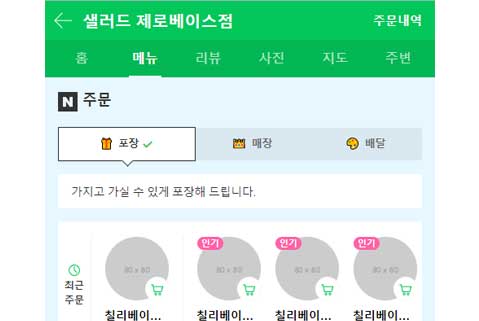 샐러드 제로베이스점 주문내역
홈 메뉴 리뷰 사진 지도 주변
N 주문
포장 매장 배달
가지고 가실 수 있게 포장해 드립니다.
인기 인기 인기
80 x 80 80 x 80 80 x 80 80 x 80
최근
주문
칠리베이... 칠리베이... 칠리베이... 칠리베이...